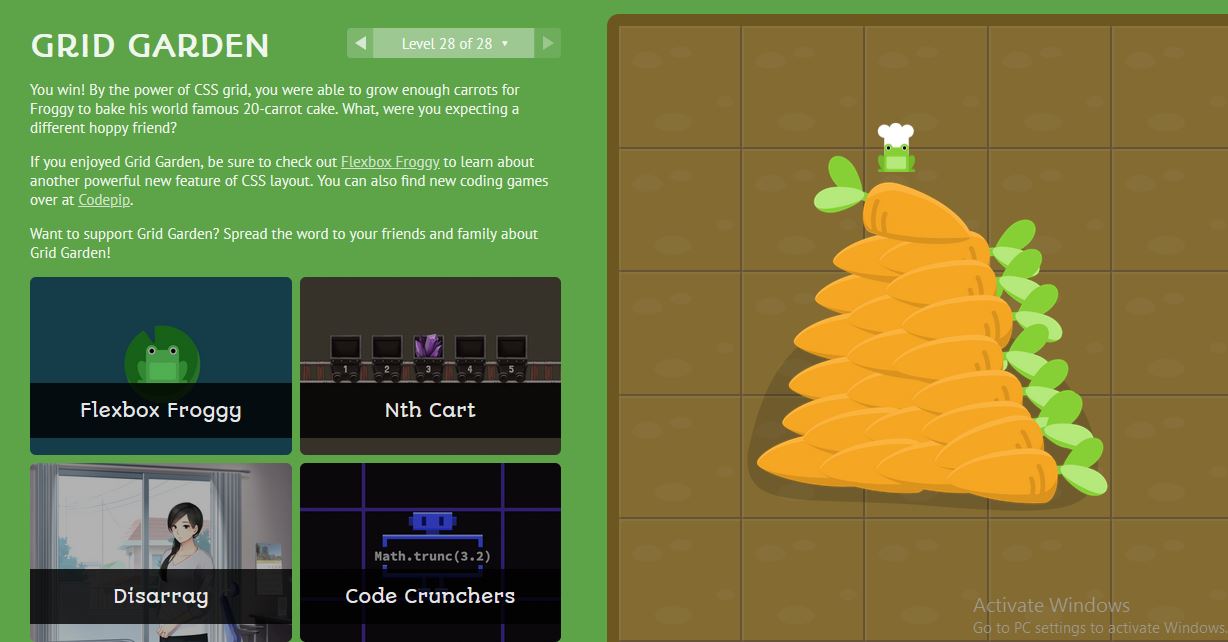 GRID GARDEN
◀ Level 28 of 28 ▼ ▶
You win! By the power of CSS grid, you were able to grow enough carrots for
Froggy to bake his world famous 20-carrot cake. What, were you expecting a
different hoppy friend?
If you enjoyed Grid Garden, be sure to check out Flexbox Froggy to learn about
another powerful new feature of CSS layout. You can also find new coding games
over at Codepip.
Want to support Grid Garden? Spread the word to your friends and family about
Grid Garden!
Flexbox Froggy
1 2 3 4 5
Nth Cart
Disarray
Math.trunc(3.2)
Code Crunchers
Activate Windows
Go to PC settings to activate Windows.